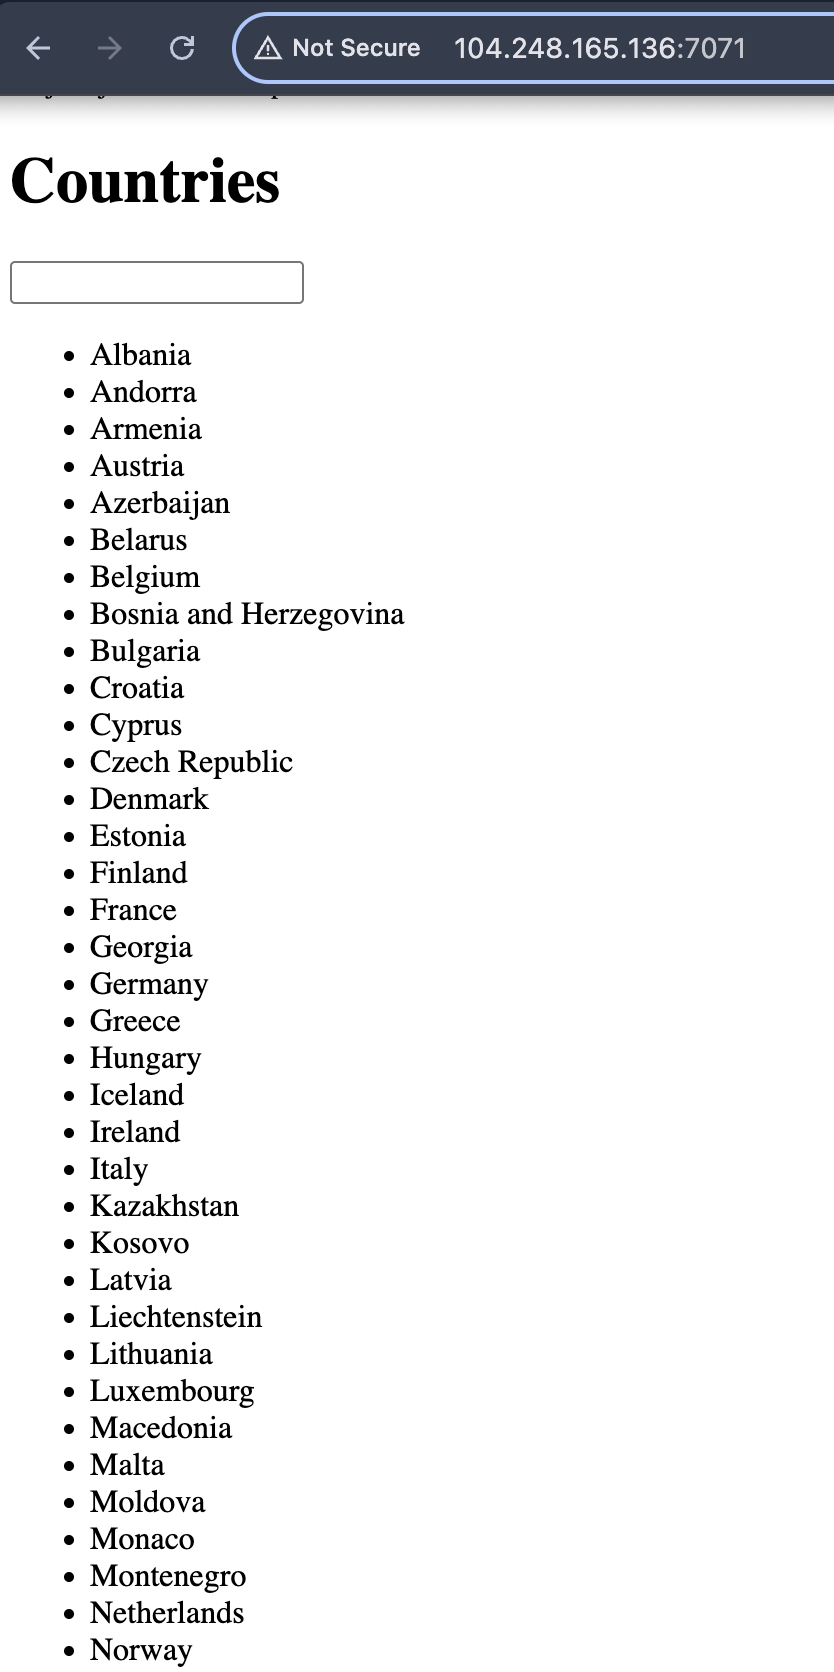 Not Secure 104.248.165.136:7071
Countries
Albania
Andorra
Armenia
Austria
Azerbaijan
Belarus
Belgium
Bosnia and Herzegovina
Bulgaria
Croatia
Cyprus
Czech Republic
Denmark
Estonia
Finland
France
Georgia
Germany
Greece
Hungary
Iceland
Ireland
Italy
Kazakhstan
Kosovo
Latvia
Liechtenstein
Lithuania
Luxembourg
Macedonia
Malta
Moldova
Monaco
Montenegro
Netherlands
Norway